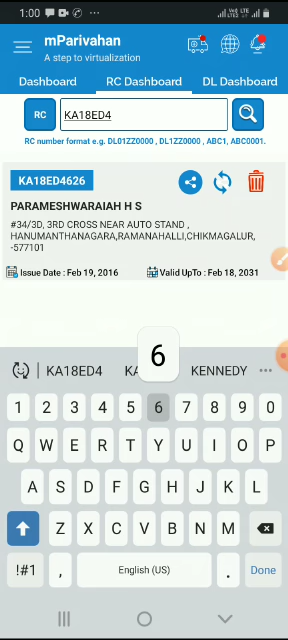 1:00
mParivahan
A step to virtualization
Dashboard RC Dashboard DL Dashboard
RC KA18ED4
RC number format e.g. DL01ZZ0000 , DL1ZZ0000 , ABC1, ABC0001.
KA18ED4626
PARAMESHWARAIAH H S
#34/3D, 3RD CROSS NEAR AUTO STAND ,
HANUMANTHANAGARA,RAMANAHALLI,CHIKMAGALUR,
-577101
Issue Date : Feb 19, 2016 Valid UpTo : Feb 18, 2031
6
KA18ED4 KA KENNEDY ...
1 2 3 4 5 6 7 8 9 0
Q W E R T Y U I O P
A S D F G H J K L
Z X C V B N M
!#1 , English (US) . Done